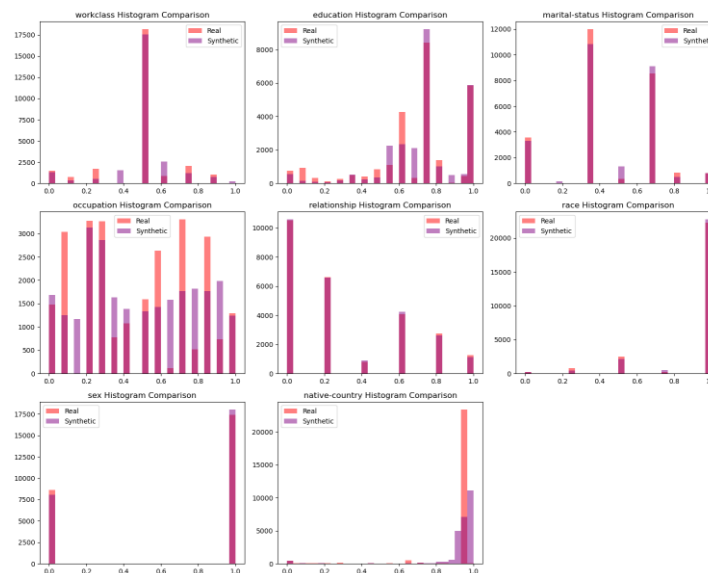 workclass Histogram Comparison
Real
Synthetic
17500
15000
12500
10000
7500
5000
2500
0
0.0 0.2 0.4 0.6 0.8 1.0
education Histogram Comparison
Real
Synthetic
8000
6000
4000
2000
0
0.0 0.2 0.4 0.6 0.8 1.0
marital-status Histogram Comparison
Real
Synthetic
12000
10000
8000
6000
4000
2000
0
0.0 0.2 0.4 0.6 0.8 1.0
occupation Histogram Comparison
Real
Synthetic
3000
2500
2000
1500
1000
500
0
0.0 0.2 0.4 0.6 0.8 1.0
relationship Histogram Comparison
Real
Synthetic
10000
8000
6000
4000
2000
0
0.0 0.2 0.4 0.6 0.8 1.0
race Histogram Comparison
Real
Synthetic
20000
15000
10000
5000
0
0.0 0.2 0.4 0.6 0.8 1.0
sex Histogram Comparison
Real
Synthetic
17500
15000
12500
10000
7500
5000
2500
0
0.0 0.2 0.4 0.6 0.8 1.0
native-country Histogram Comparison
Real
Synthetic
20000
15000
10000
5000
0
0.0 0.2 0.4 0.6 0.8 1.0